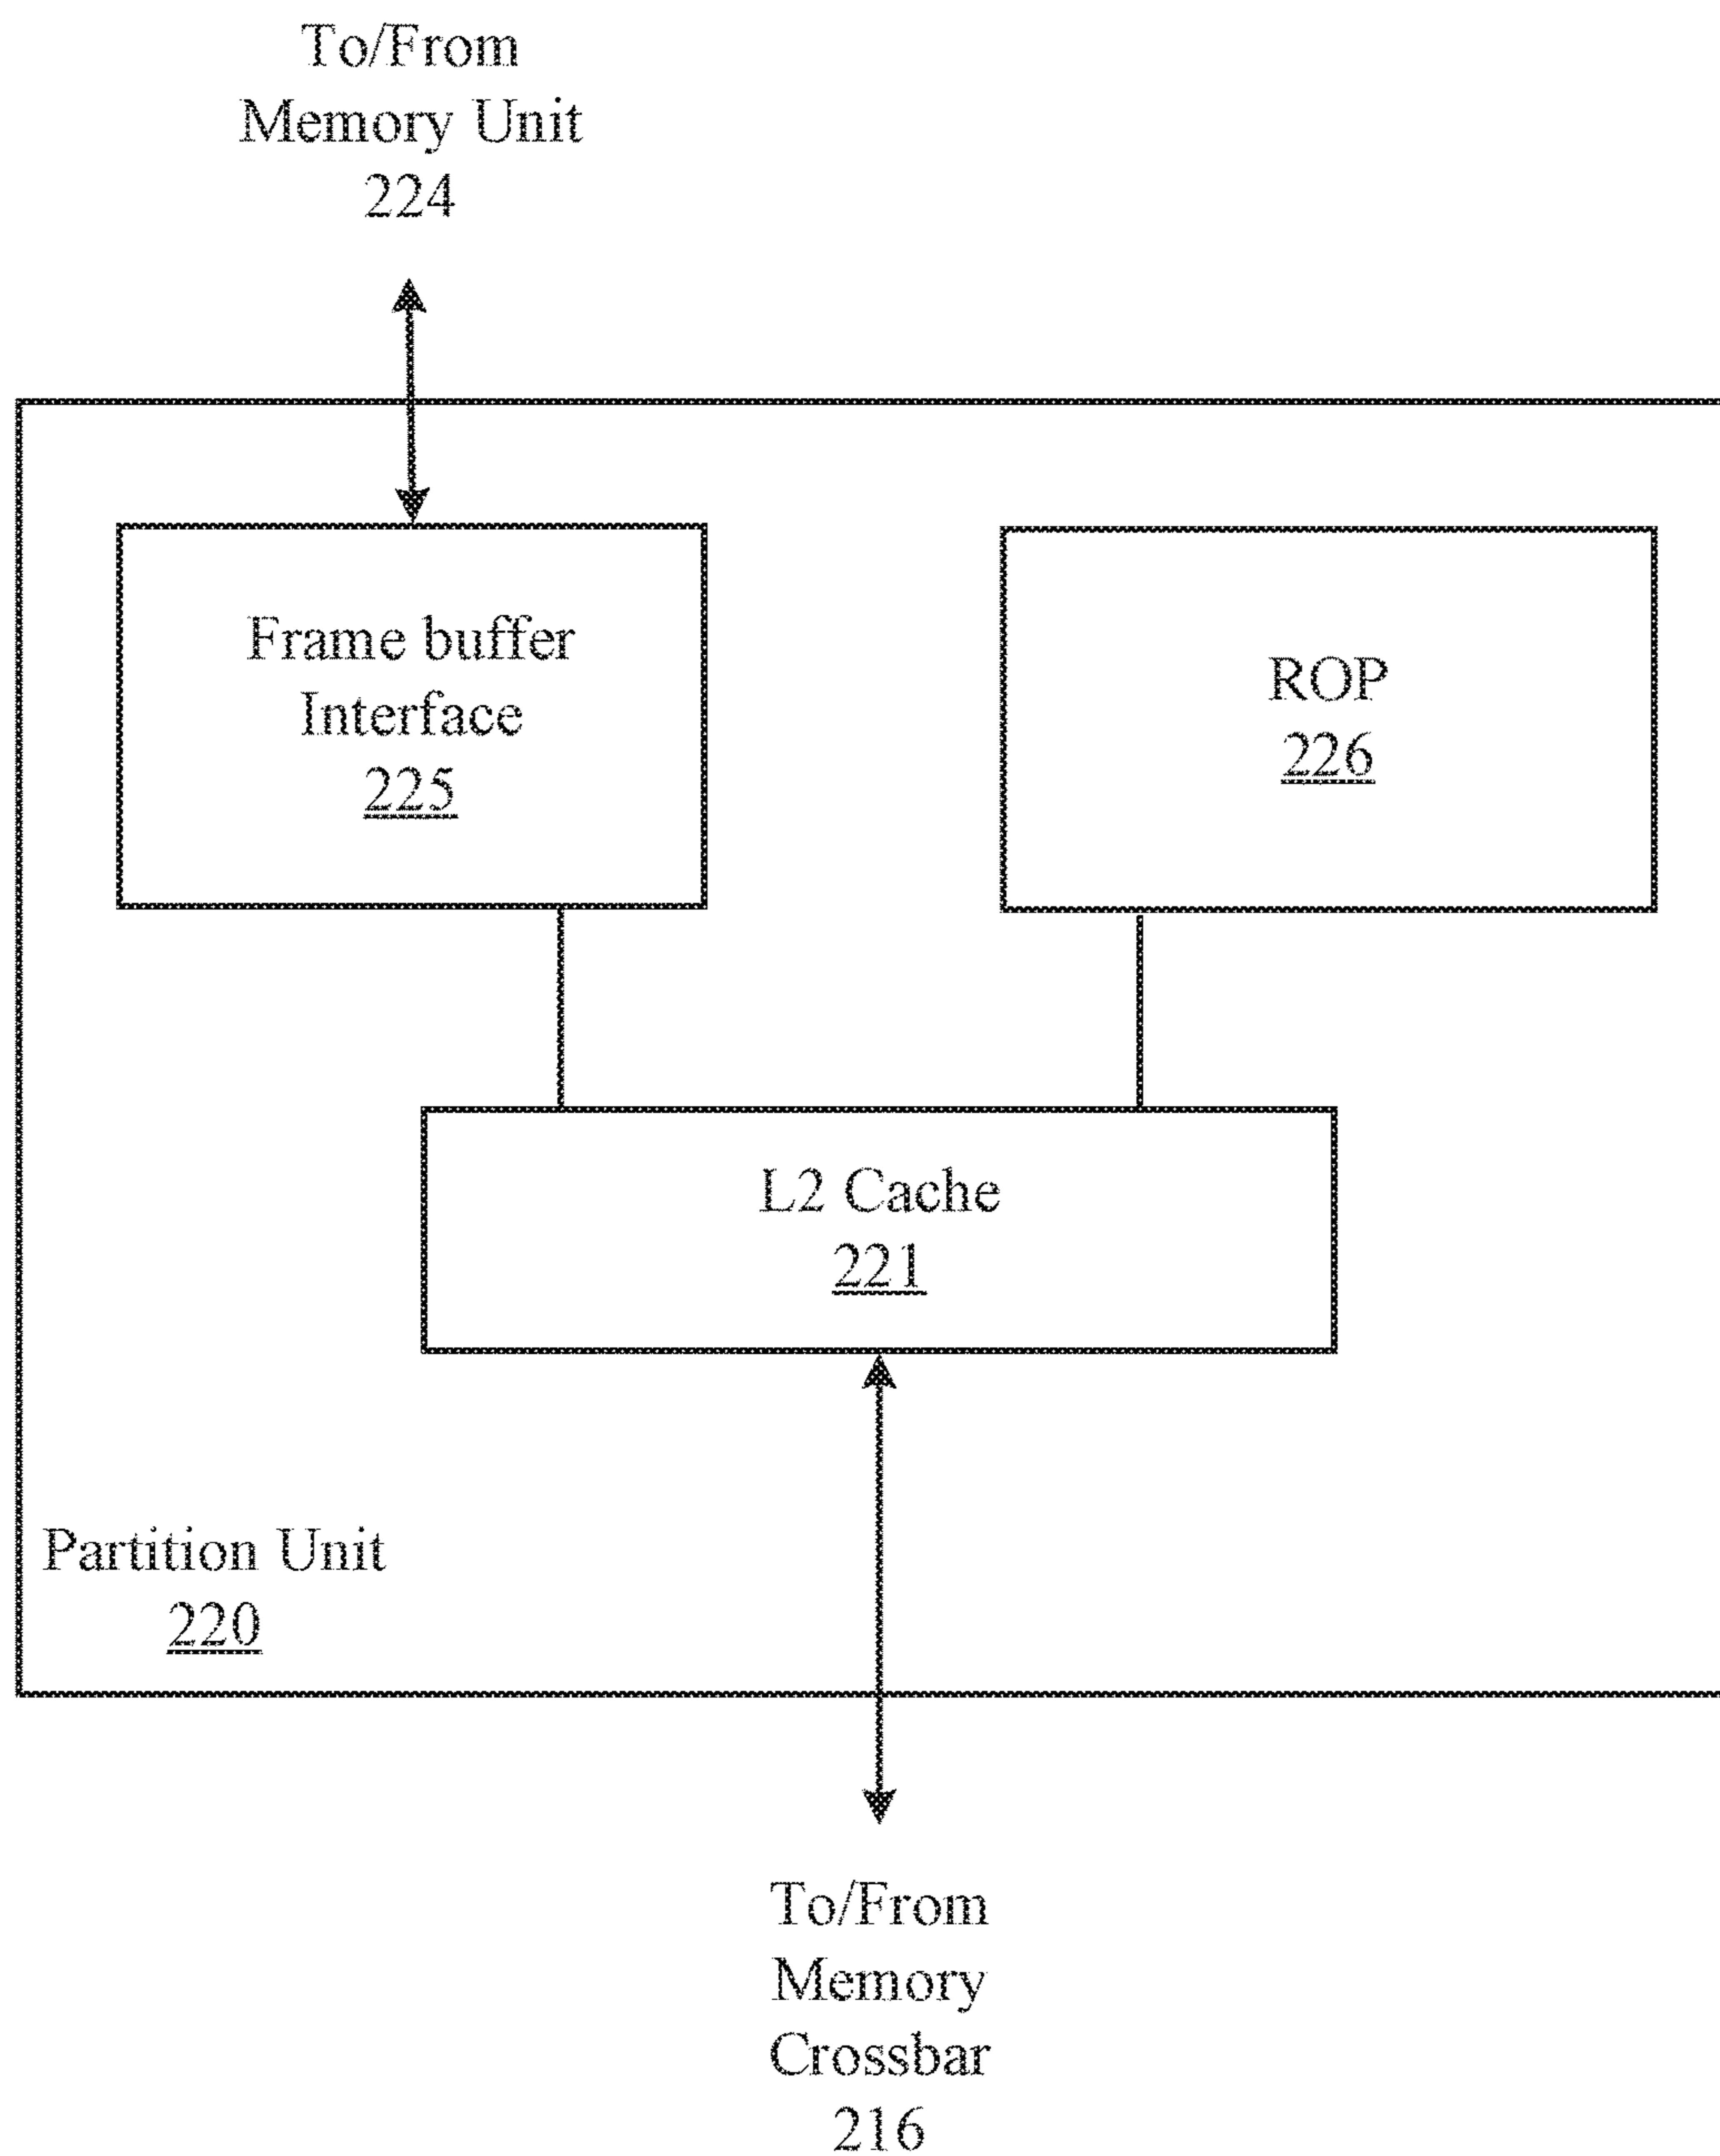 To/From
Memory Unit
224
Frame buffer
Interface
225
ROP
226
L2 Cache
221
Partition Unit
220
To/From
Memory
Crossbar
216